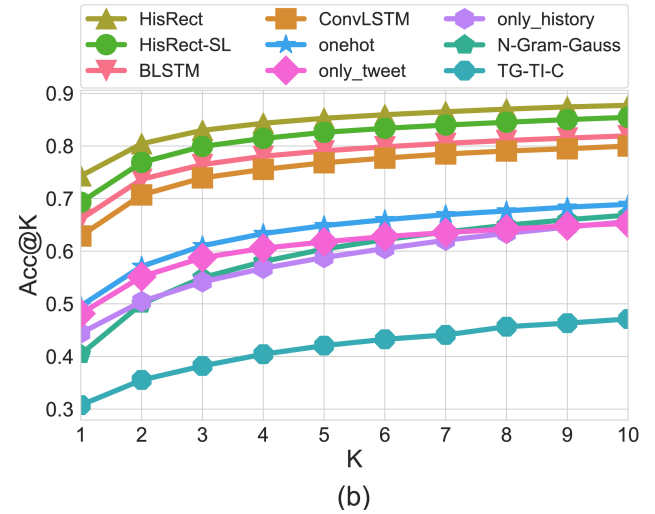 HisRect ConvLSTM only_history
HisRect-SL onehot N-Gram-Gauss
BLSTM only_tweet TG-TI-C
0.9
0.8
0.7
0.6
0.5
0.4
0.3
Acc@K
1 2 3 4 5 6 7 8 9 10
K
(b)